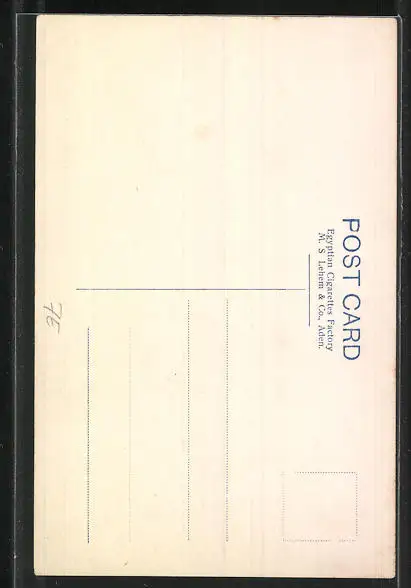 POST CARD
Egyptian Cigarettes Factory
M. S. Lehem & Co., Aden.
7E